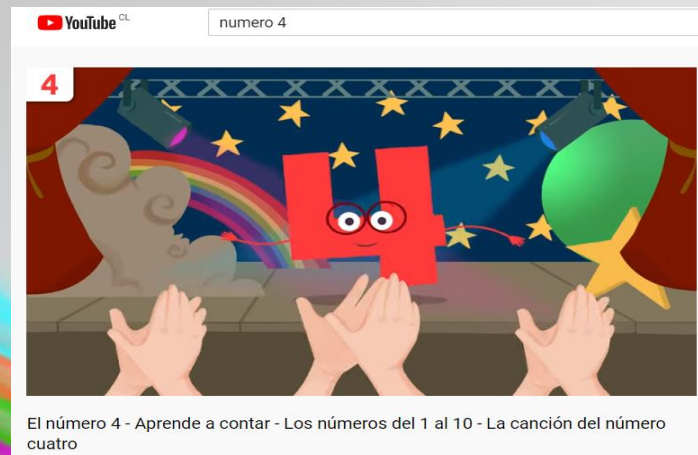 YouTube CL
numero 4
4
El número 4 - Aprende a contar - Los números del 1 al 10 - La canción del número
cuatro